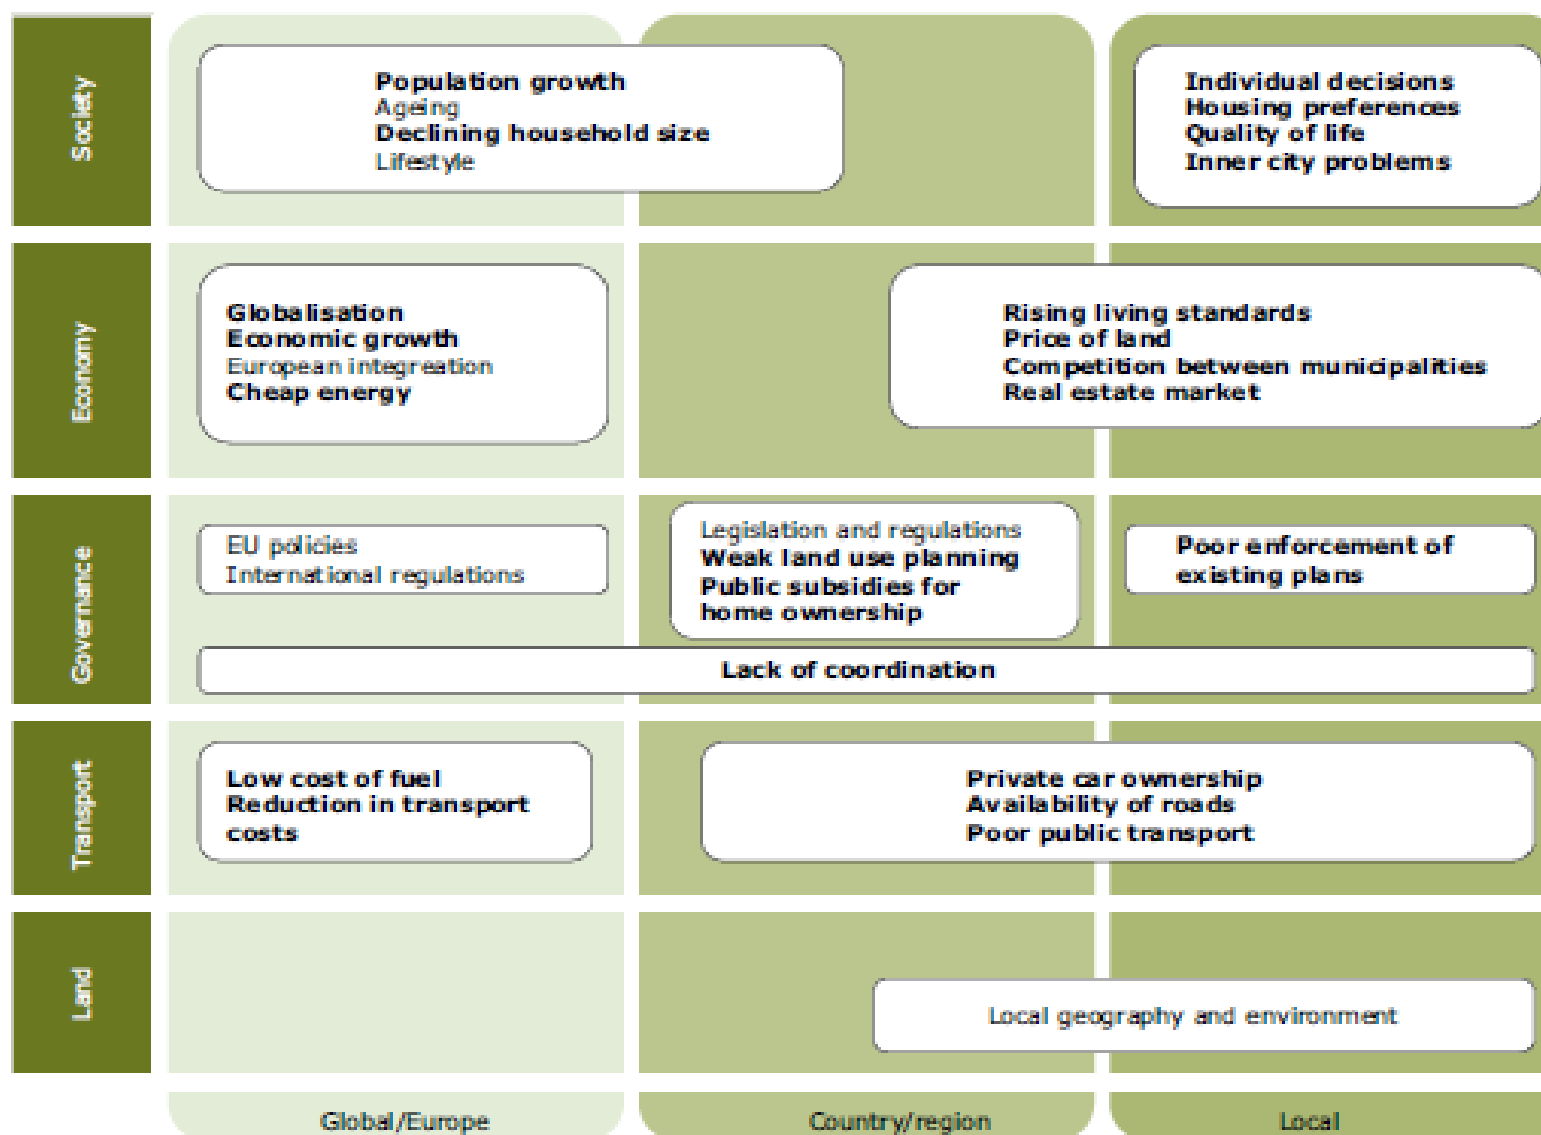 Society
Population growth
Ageing
Declining household size
Lifestyle
Individual decisions
Housing preferences
Quality of life
Inner city problems
Economy
Globalisation
Economic growth
European integreation
Cheap energy
Rising living standards
Price of land
Competition between municipalities
Real estate market
Governance
EU policies
International regulations
Legislation and regulations
Weak land use planning
Public subsidies for
home ownership
Poor enforcement of
existing plans
Lack of coordination
Transport
Low cost of fuel
Reduction in transport
costs
Private car ownership
Availability of roads
Poor public transport
Land
Local geography and environment
Global/Europe
Country/region
Local